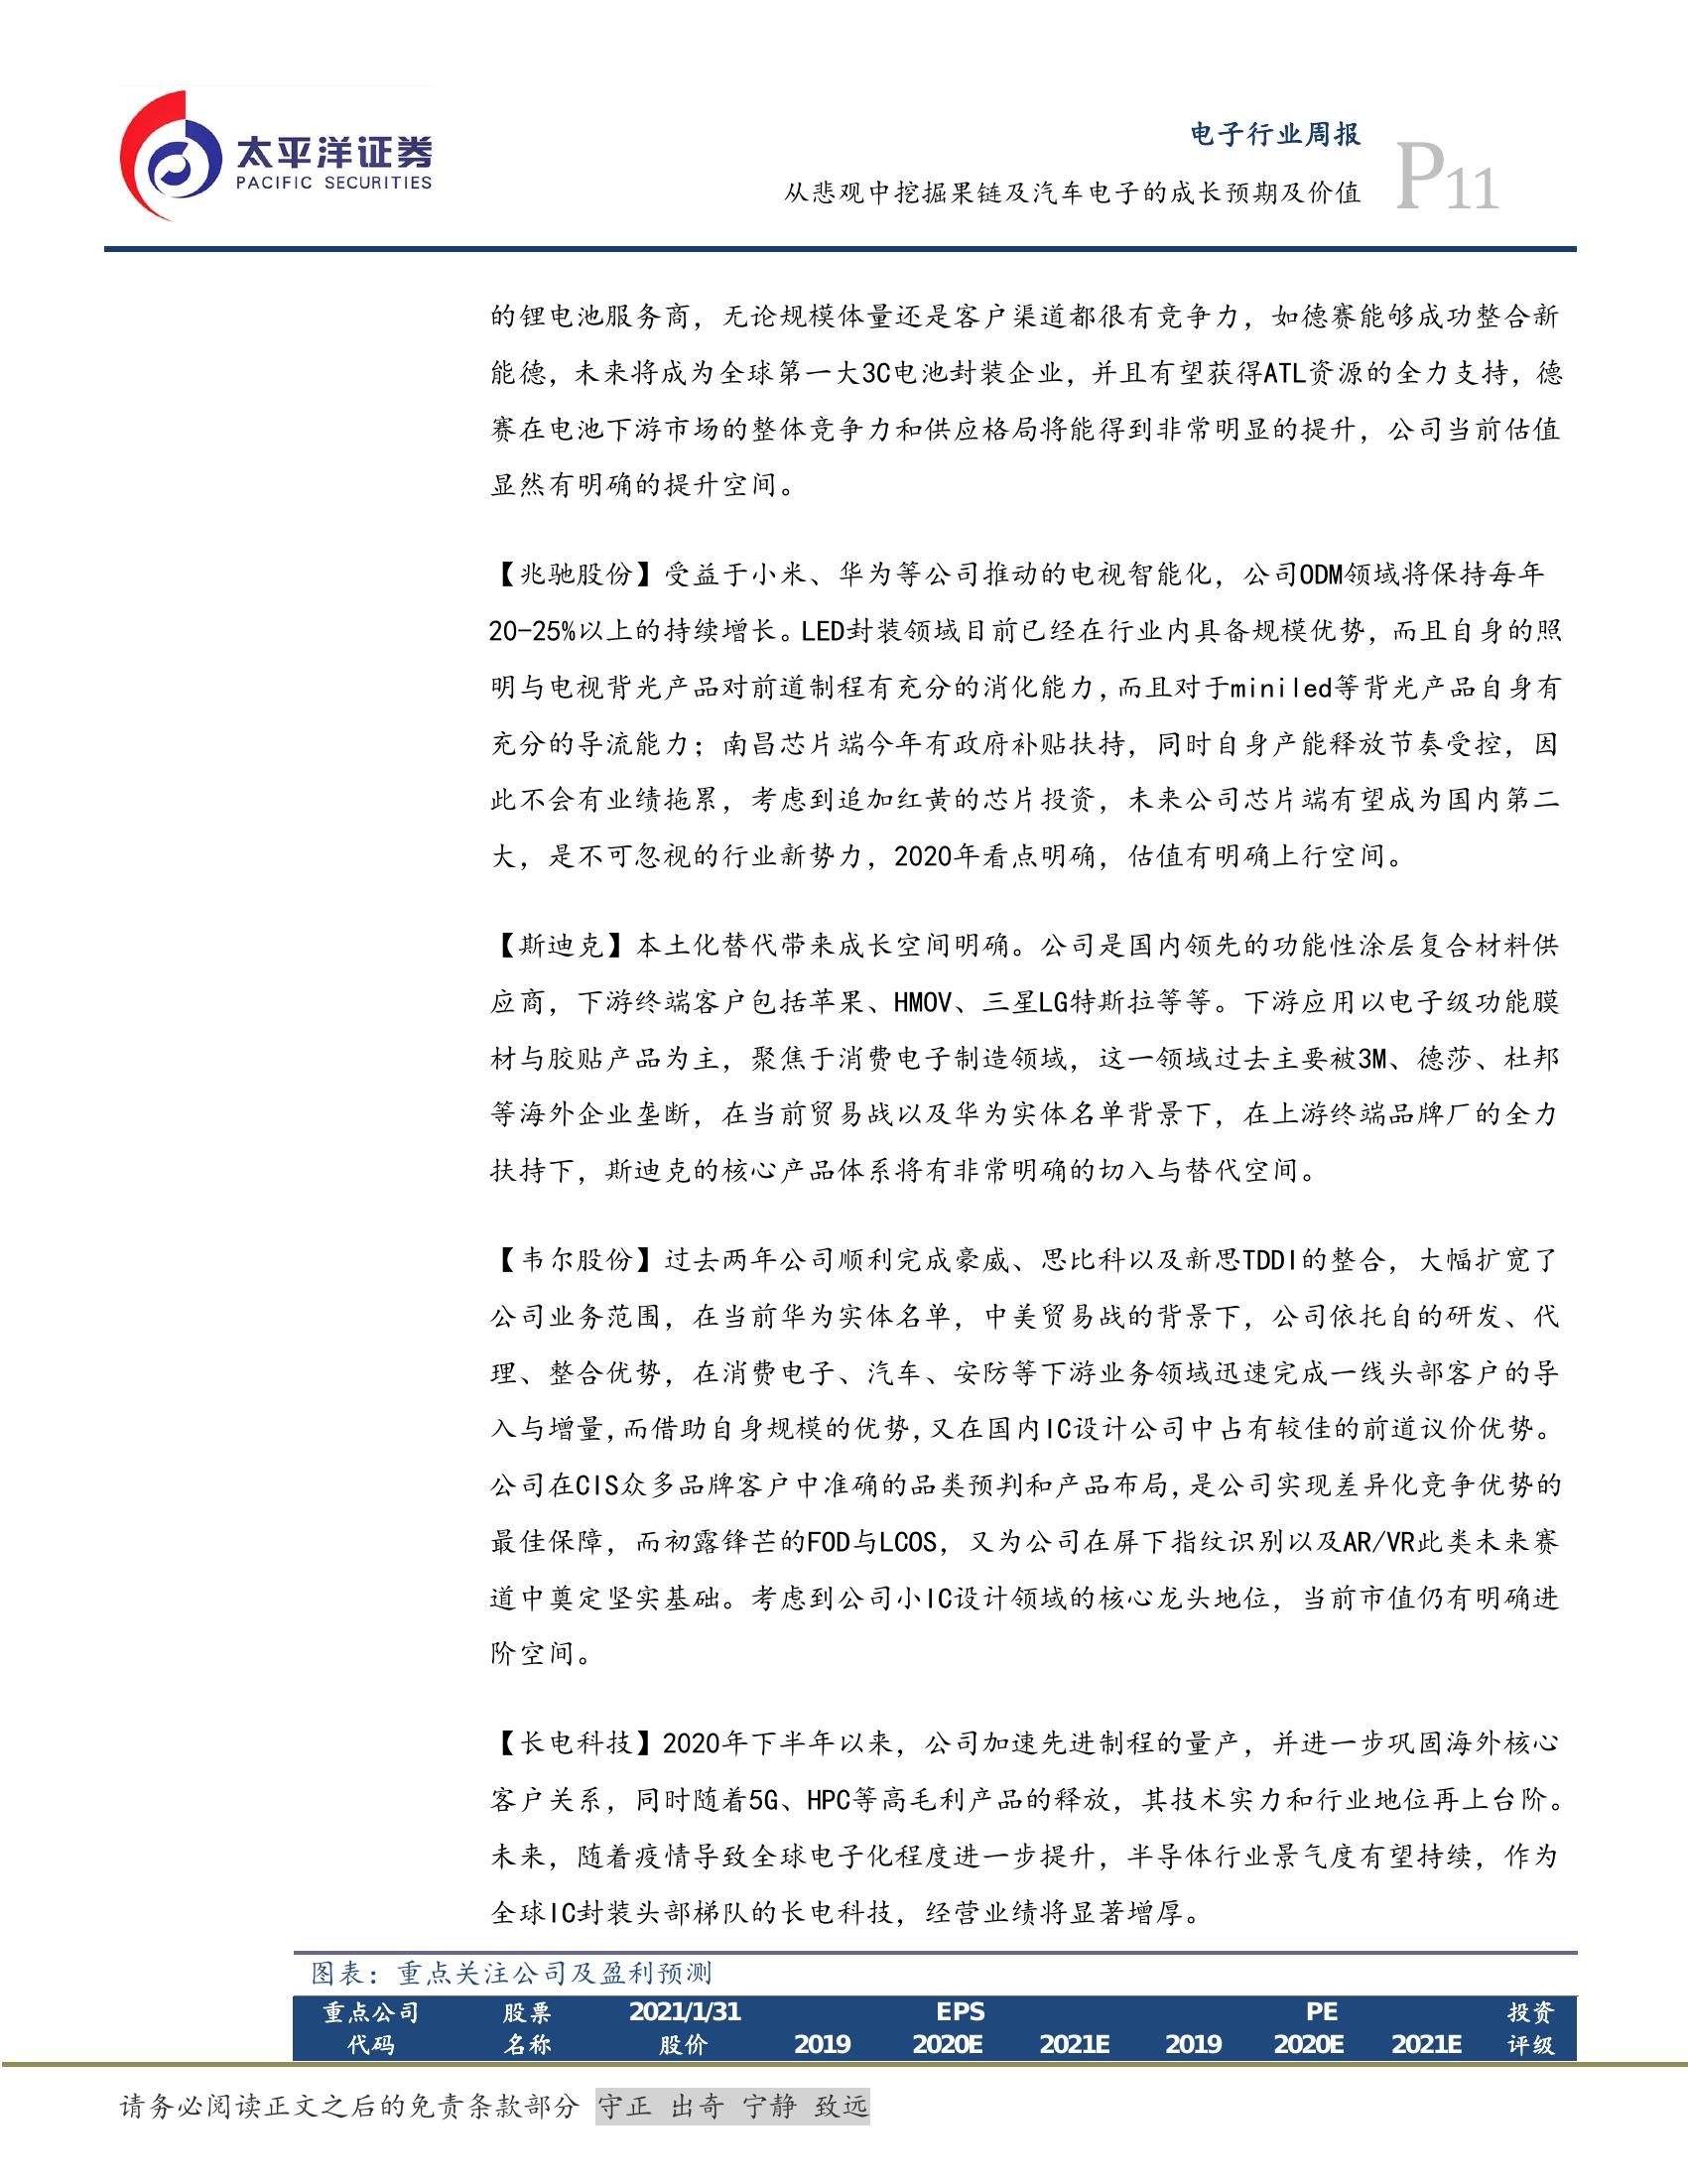 太平洋证券
PACIFIC SECURITIES
电子行业周报
从悲观中挖掘果链及汽车电子的成长预期及价值
P11
的锂电池服务商，无论规模体量还是客户渠道都很有竞争力，如德赛能够成功整合新
能德，未来将成为全球第一大3C电池封装企业，并且有望获得ATL资源的全力支持，德
赛在电池下游市场的整体竞争力和供应格局将能得到非常明显的提升，公司当前估值
显然有明确的提升空间。
【兆驰股份】受益于小米、华为等公司推动的电视智能化，公司ODM领域将保持每年
20-25%以上的持续增长。LED封装领域目前已经在行业内具备规模优势，而且自身的照
明与电视背光产品对前道制程有充分的消化能力，而且对于miniled等背光产品自身有
充分的导流能力；南昌芯片端今年有政府补贴扶持，同时自身产能释放节奏受控，因
此不会有业绩拖累，考虑到追加红黄的芯片投资，未来公司芯片端有望成为国内第二
大，是不可忽视的行业新势力，2020年看点明确，估值有明确上行空间。
【斯迪克】本土化替代带来成长空间明确。公司是国内领先的功能性涂层复合材料供
应商，下游终端客户包括苹果、HMOV、三星LG特斯拉等等。下游应用以电子级功能膜
材与胶贴产品为主，聚焦于消费电子制造领域，这一领域过去主要被3M、德莎、杜邦
等海外企业垄断，在当前贸易战以及华为实体名单背景下，在上游终端品牌厂的全力
扶持下，斯迪克的核心产品体系将有非常明确的切入与替代空间。
【韦尔股份】过去两年公司顺利完成豪威、思比科以及新思TDDI的整合，大幅扩宽了
公司业务范围，在当前华为实体名单，中美贸易战的背景下，公司依托自的研发、代
理、整合优势，在消费电子、汽车、安防等下游业务领域迅速完成一线头部客户的导
入与增量，而借助自身规模的优势，又在国内IC设计公司中占有较佳的前道议价优势。
公司在CIS众多品牌客户中准确的品类预判和产品布局，是公司实现差异化竞争优势的
最佳保障，而初露锋芒的FOD与LCOS，又为公司在屏下指纹识别以及AR/VR此类未来赛
道中奠定坚实基础。考虑到公司小IC设计领域的核心龙头地位，当前市值仍有明确进
阶空间。
【长电科技】2020年下半年以来，公司加速先进制程的量产，并进一步巩固海外核心
客户关系，同时随着5G、HPC等高毛利产品的释放，其技术实力和行业地位再上台阶。
未来，随着疫情导致全球电子化程度进一步提升，半导体行业景气度有望持续，作为
全球IC封装头部梯队的长电科技，经营业绩将显著增厚。
图表：重点关注公司及盈利预测
重点公司 股票 2021/1/31 EPS PE 投资
代码 名称 股价 2019 2020E 2021E 2019 2020E 2021E 评级
请务必阅读正文之后的免责条款部分 守正 出奇 宁静 致远